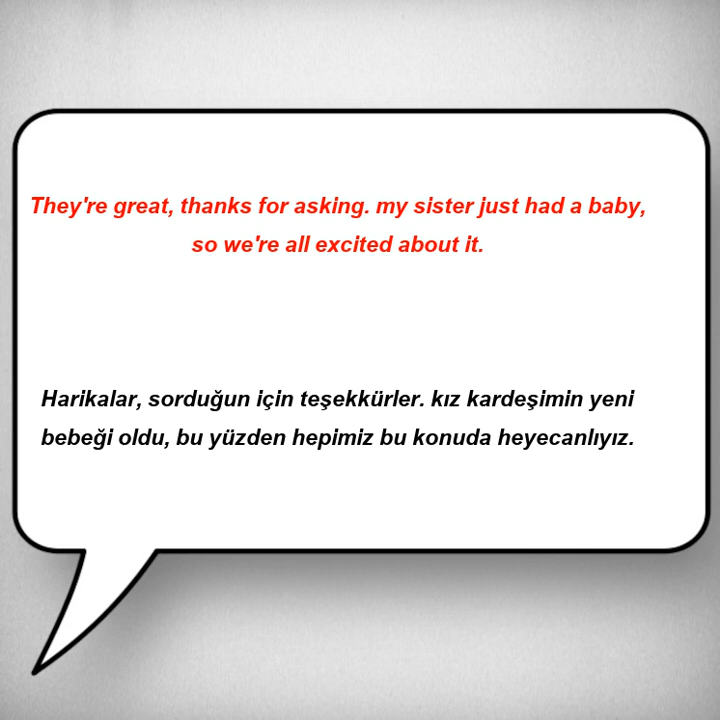 They're great, thanks for asking. my sister just had a baby,
so we're all excited about it.
Harikalar, sorduğun için teşekkürler. kız kardeşimin yeni
bebeği oldu, bu yüzden hepimiz bu konuda heyecanlıyız.